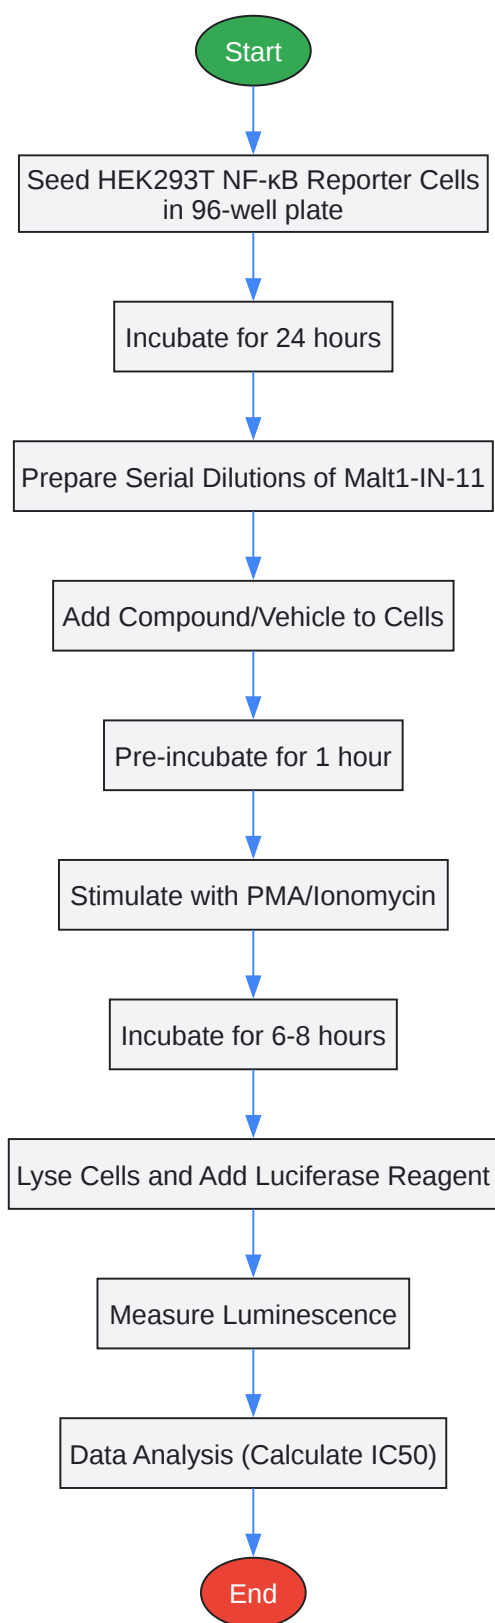 Start
Seed HEK293T NF-κB Reporter Cells
in 96-well plate
Incubate for 24 hours
Prepare Serial Dilutions of Malt1-IN-11
Add Compound/Vehicle to Cells
Pre-incubate for 1 hour
Stimulate with PMA/Ionomycin
Incubate for 6-8 hours
Lyse Cells and Add Luciferase Reagent
Measure Luminescence
Data Analysis (Calculate IC50)
End